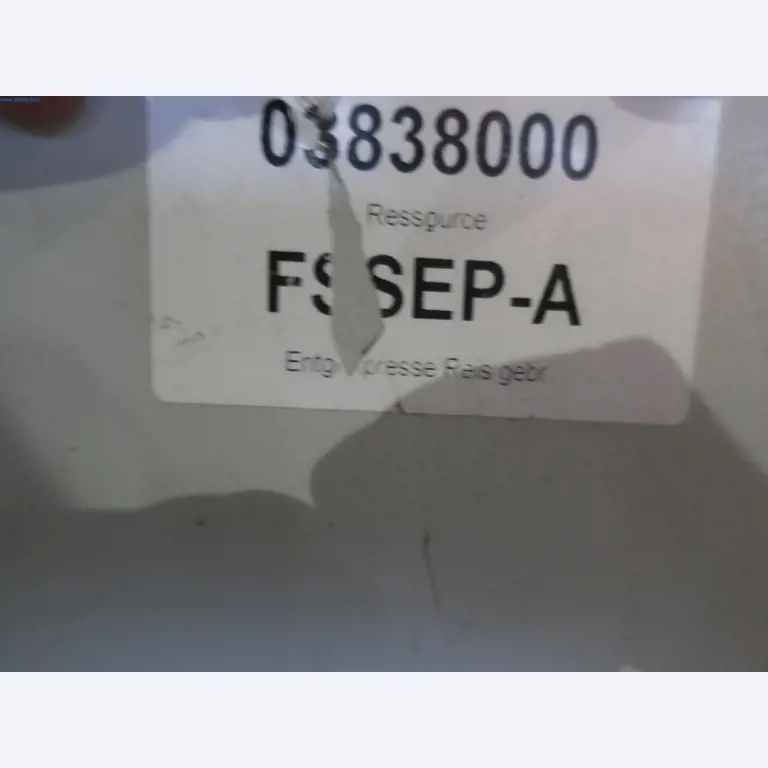 03838000
Ressource
FSSEP-A
presse Reis gebr